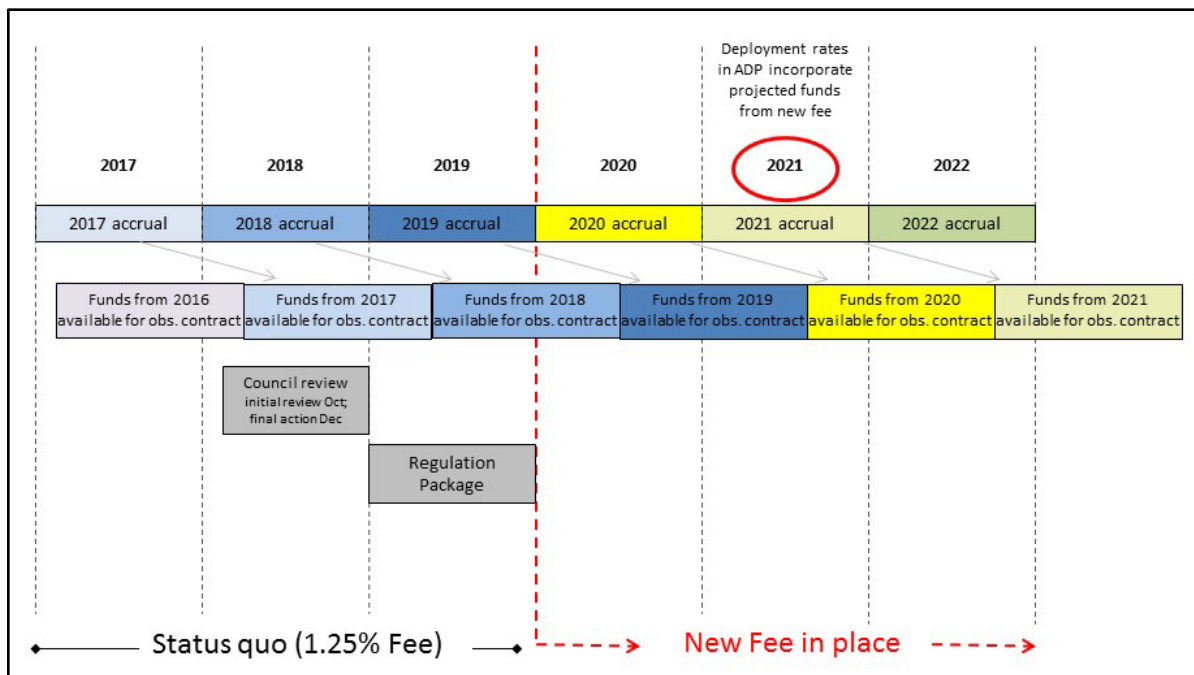 Deployment rates
in ADP incorporate
projected funds
from new fee
2017
2018
2019
2020
2021
2022
2017 accrual
2018 accrual
2019 accrual
2020 accrual
2021 accrual
2022 accrual
Funds from 2016
available for obs. contract
Funds from 2017
available for obs. contract
Funds from 2018
available for obs. contract
Funds from 2019
available for obs. contract
Funds from 2020
available for obs. contract
Funds from 2021
available for obs. contract
Council review
initial review Oct;
final action Dec
Regulation
Package
Status quo (1.25% Fee)
New Fee in place